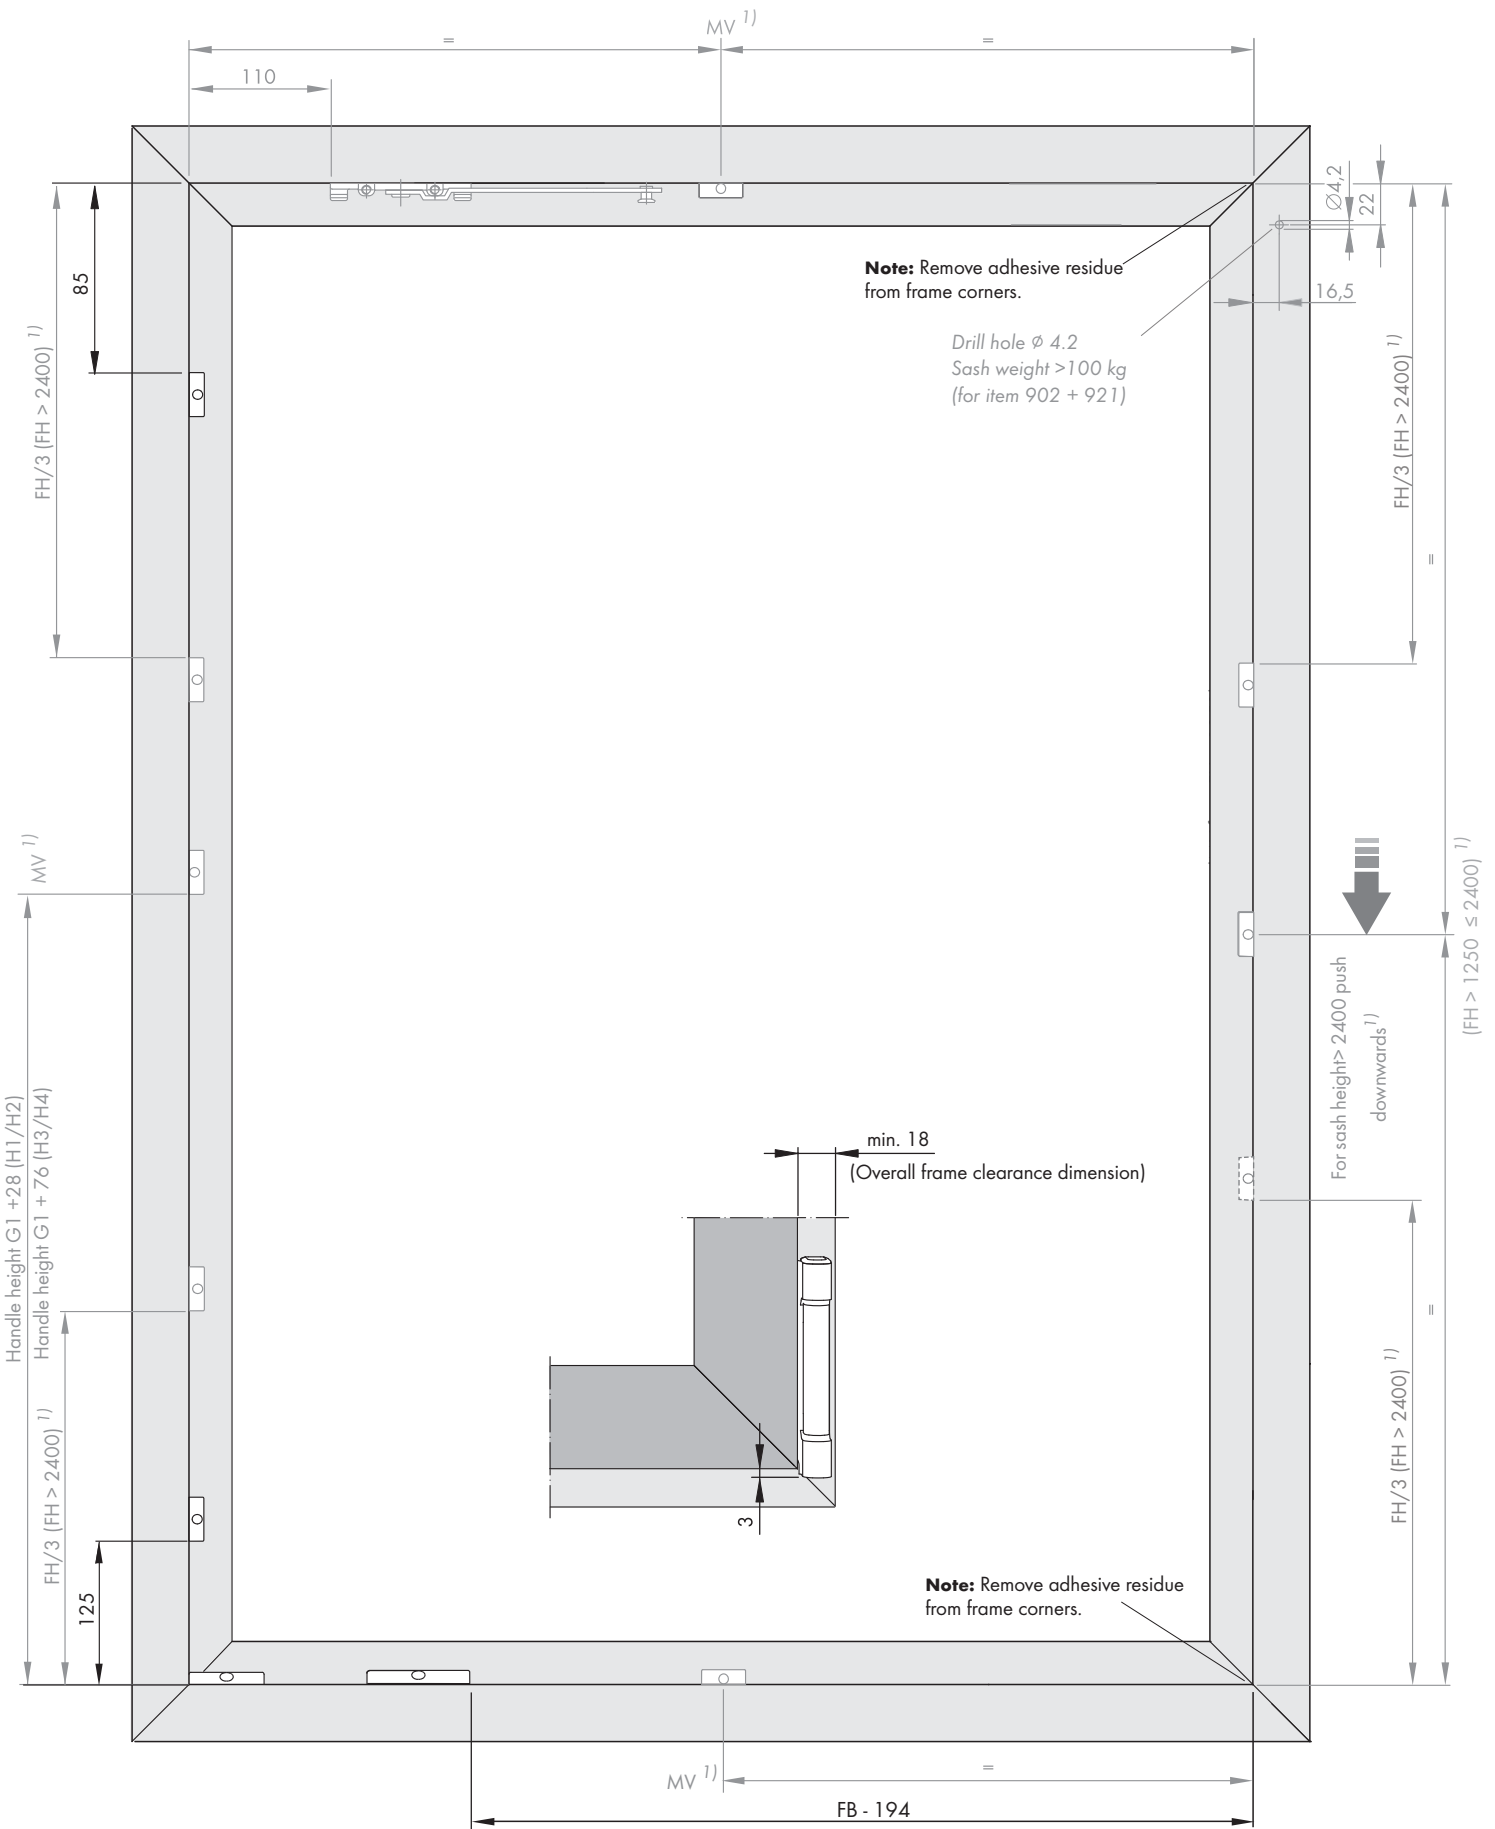 MV 1)
=
=
110
Ø4,2
22
16,5
85
FH/3 (FH > 2400) 1)
Note: Remove adhesive residue
from frame corners.
Drill hole Ø 4.2
Sash weight >100 kg
(for item 902 + 921)
FH/3 (FH > 2400) 1)
=
MV 1)
(FH > 1250 ≤ 2400) 1)
For sash height> 2400 push
downwards 1)
Handle height G1 +28 (H1/H2)
Handle height G1 + 76 (H3/H4)
min. 18
(Overall frame clearance dimension)
=
FH/3 (FH > 2400) 1)
FH/3 (FH > 2400) 1)
3
125
Note: Remove adhesive residue
from frame corners.
MV 1)
=
FB - 194